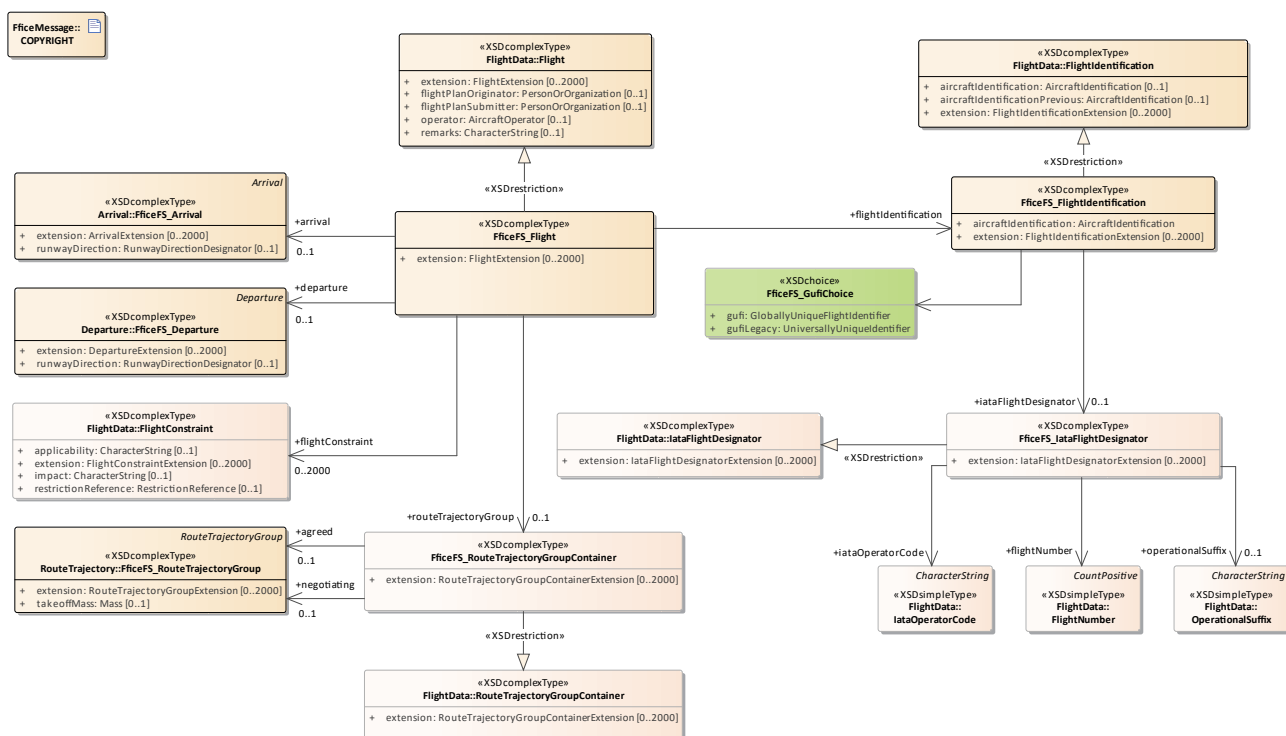 FficeMessage::
COPYRIGHT
«XSDcomplexType»
FlightData::Flight
+ extension: FlightExtension [0..2000]
+ flightPlanOriginator: PersonOrOrganization [0..1]
+ flightPlanSubmitter: PersonOrOrganization [0..1]
+ operator: AircraftOperator [0..1]
+ remarks: CharacterString [0..1]
«XSDcomplexType»
FlightData::FlightIdentification
+ aircraftIdentification: AircraftIdentification [0..1]
+ aircraftIdentificationPrevious: AircraftIdentification [0..1]
+ extension: FlightIdentificationExtension [0..2000]
«XSDrestriction»
«XSDrestriction»
Arrival
«XSDcomplexType»
Arrival::FficeFS_Arrival
+ extension: ArrivalExtension [0..2000]
+ runwayDirection: RunwayDirectionDesignator [0..1]
+arrival
0..1
«XSDcomplexType»
FficeFS_Flight
+ extension: FlightExtension [0..2000]
+flightIdentification
«XSDcomplexType»
FficeFS_FlightIdentification
+ aircraftIdentification: AircraftIdentification
+ extension: FlightIdentificationExtension [0..2000]
«XSDchoice»
FficeFS_GufiChoice
+ gufi: GloballyUniqueFlightIdentifier
+ gufiLegacy: UniversallyUniqueIdentifier
Departure
«XSDcomplexType»
Departure::FficeFS_Departure
+ extension: DepartureExtension [0..2000]
+ runwayDirection: RunwayDirectionDesignator [0..1]
+departure
0..1
«XSDcomplexType»
FlightData::FlightConstraint
+ applicability: CharacterString [0..1]
+ extension: FlightConstraintExtension [0..2000]
+ impact: CharacterString [0..1]
+ restrictionReference: RestrictionReference [0..1]
+flightConstraint
0..2000
+iataFlightDesignator
0..1
«XSDcomplexType»
FlightData::IataFlightDesignator
+ extension: IataFlightDesignatorExtension [0..2000]
«XSDrestriction»
«XSDcomplexType»
FficeFS_IataFlightDesignator
+ extension: IataFlightDesignatorExtension [0..2000]
+routeTrajectoryGroup
0..1
RouteTrajectoryGroup
«XSDcomplexType»
RouteTrajectory::FficeFS_RouteTrajectoryGroup
+ extension: RouteTrajectoryGroupExtension [0..2000]
+ takeoffMass: Mass [0..1]
+agreed
0..1
+negotiating
0..1
«XSDcomplexType»
FficeFS_RouteTrajectoryGroupContainer
+ extension: RouteTrajectoryGroupContainerExtension [0..2000]
+iataOperatorCode
+flightNumber
+operationalSuffix
0..1
CharacterString
«XSDsimpleType»
FlightData::
IataOperatorCode
CountPositive
«XSDsimpleType»
FlightData::
FlightNumber
CharacterString
«XSDsimpleType»
FlightData::
OperationalSuffix
«XSDrestriction»
«XSDcomplexType»
FlightData::RouteTrajectoryGroupContainer
+ extension: RouteTrajectoryGroupContainerExtension [0..2000]